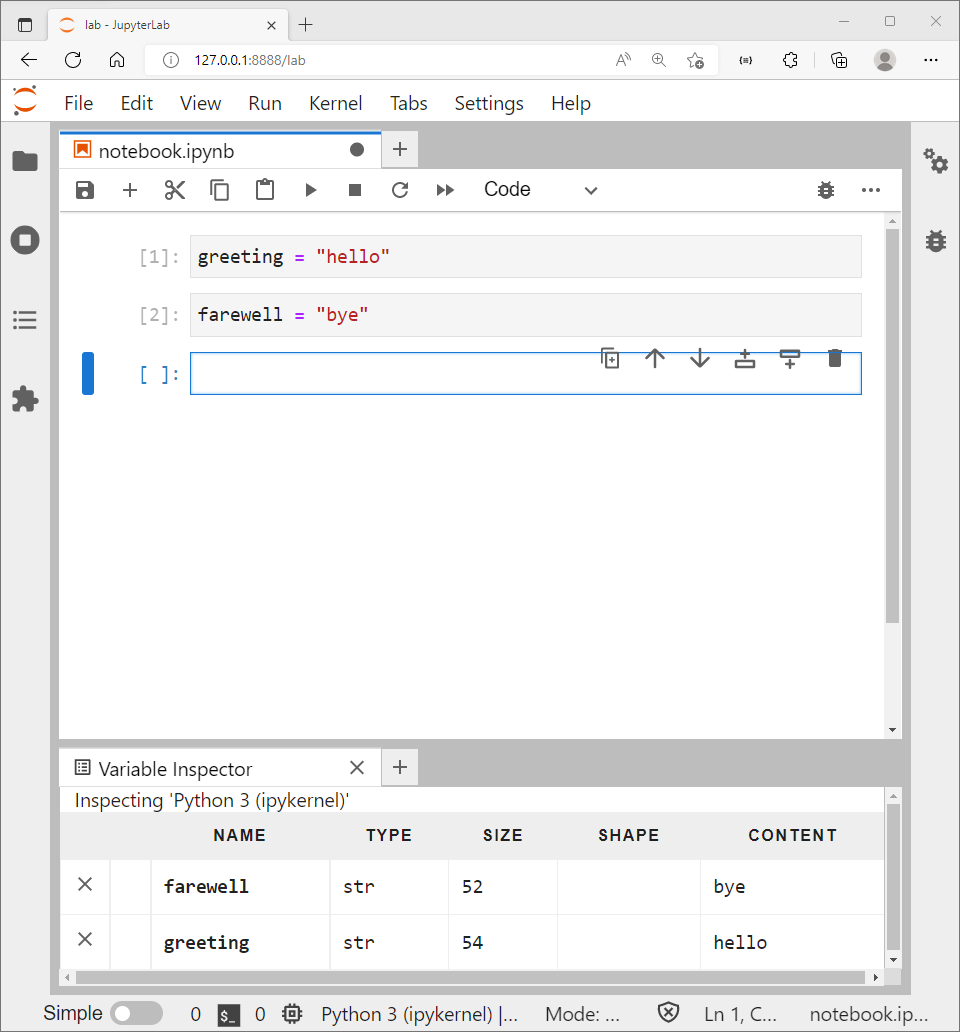 lab - JupyterLab
127.0.0.1:8888/lab
File Edit View Run Kernel Tabs Settings Help
notebook.ipynb
Code
[1]: greeting = "hello"
[2]: farewell = "bye"
[ ]:
Variable Inspector
Inspecting 'Python 3 (ipykernel)'
NAME TYPE SIZE SHAPE CONTENT
farewell str 52 bye
greeting str 54 hello
Simple 0 $_ 0 Python 3 (ipykernel) |... Mode: ... Ln 1, C... notebook.ip...